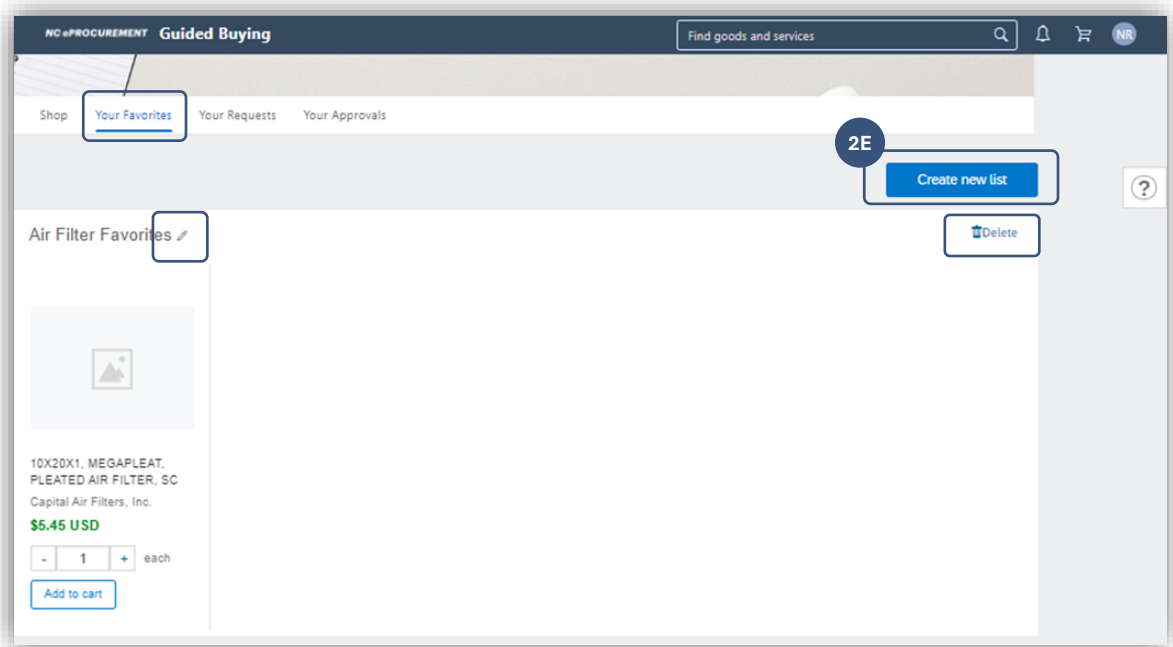 NC ePROCUREMENT Guided Buying
Find goods and services
NR
Shop Your Favorites Your Requests Your Approvals
2E
Create new list
?
Air Filter Favorites
Delete
10X20X1, MEGAPLEAT,
PLEATED AIR FILTER, SC
Capital Air Filters, Inc.
$5.45 USD
- 1 + each
Add to cart